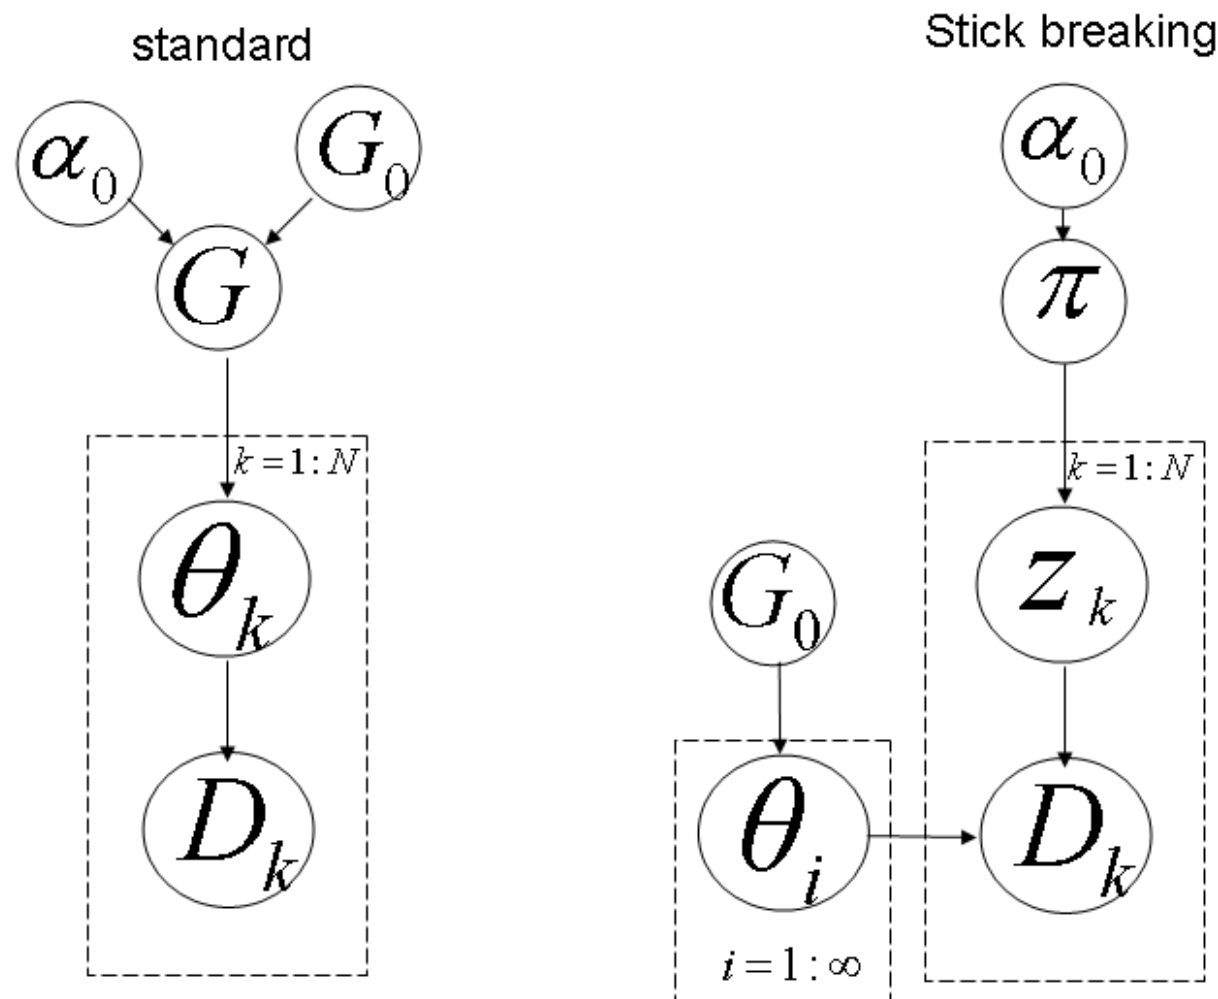 standard
α₀
G₀
G
k = 1 : N
θₖ
Dₖ
Stick breaking
α₀
π
k = 1 : N
zₖ
G₀
θᵢ
Dₖ
i = 1 : ∞